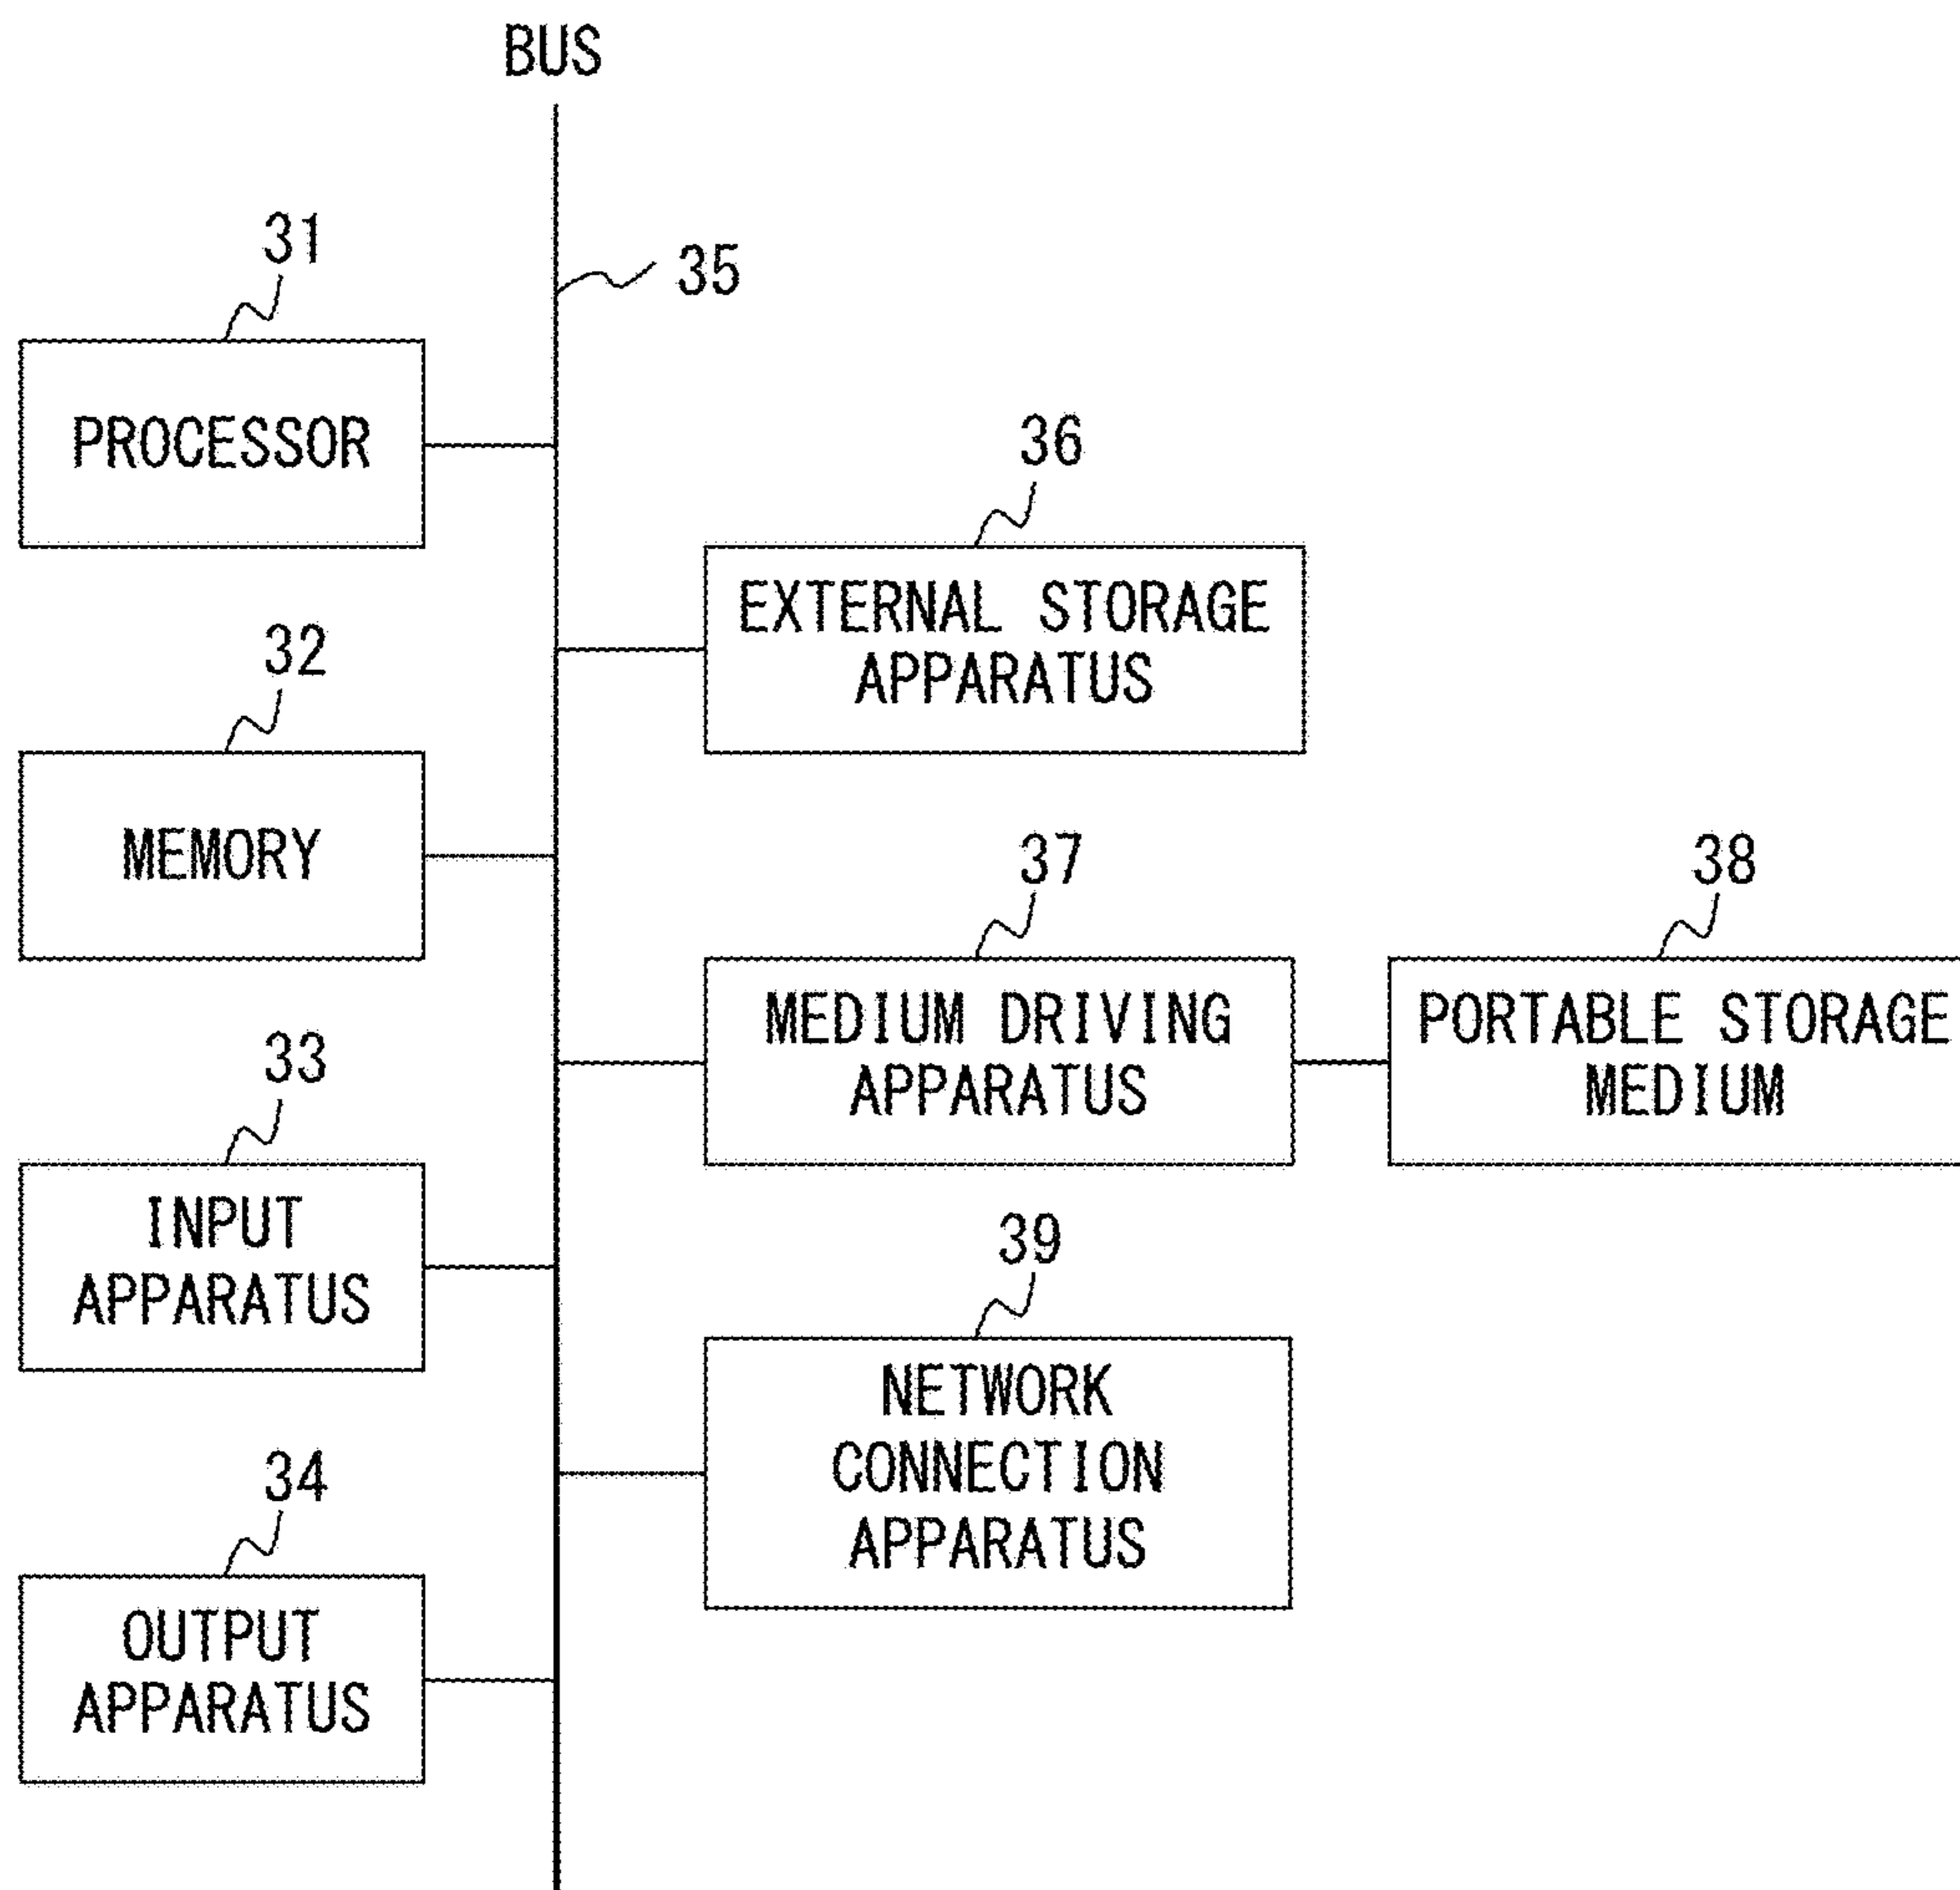 BUS
31
35
PROCESSOR
36
EXTERNAL STORAGE
APPARATUS
32
MEMORY
37
38
MEDIUM DRIVING
APPARATUS
PORTABLE STORAGE
MEDIUM
33
INPUT
APPARATUS
39
NETWORK
CONNECTION
APPARATUS
34
OUTPUT
APPARATUS